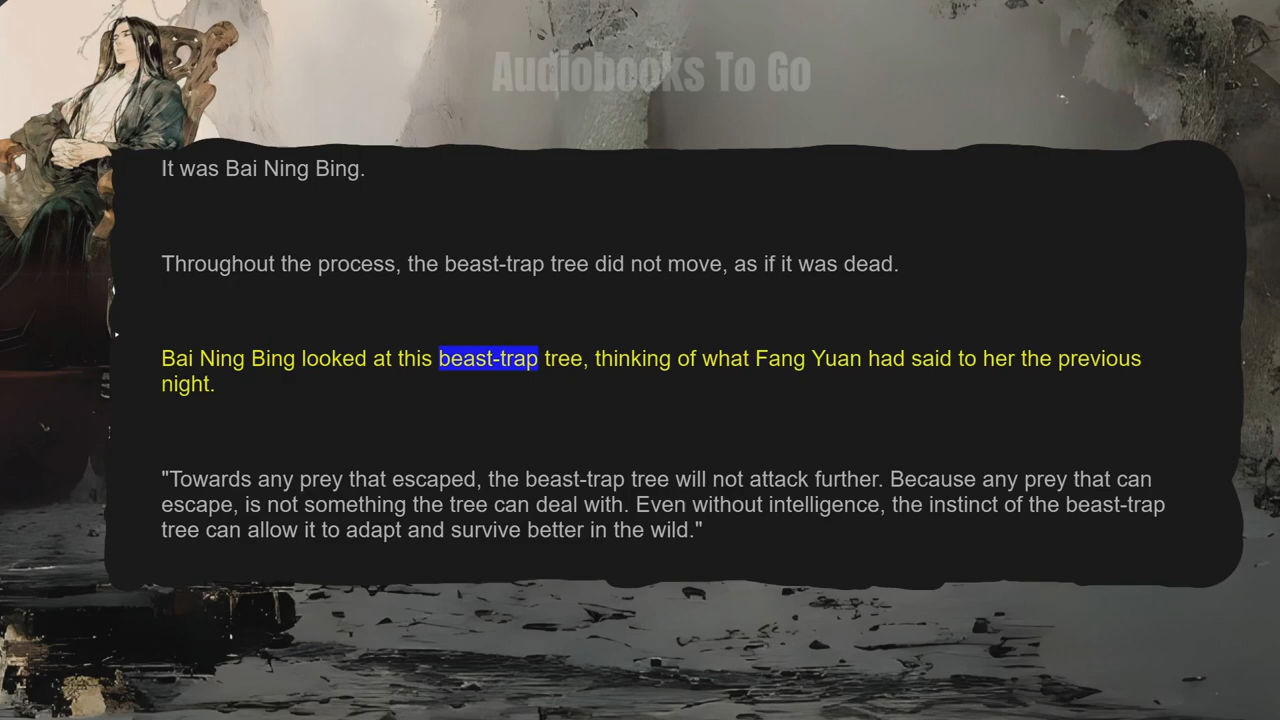 Audiobooks To Go
It was Bai Ning Bing.
Throughout the process, the beast-trap tree did not move, as if it was dead.
Bai Ning Bing looked at this beast-trap tree, thinking of what Fang Yuan had said to her the previous
night.
"Towards any prey that escaped, the beast-trap tree will not attack further. Because any prey that can
escape, is not something the tree can deal with. Even without intelligence, the instinct of the beast-trap
tree can allow it to adapt and survive better in the wild."